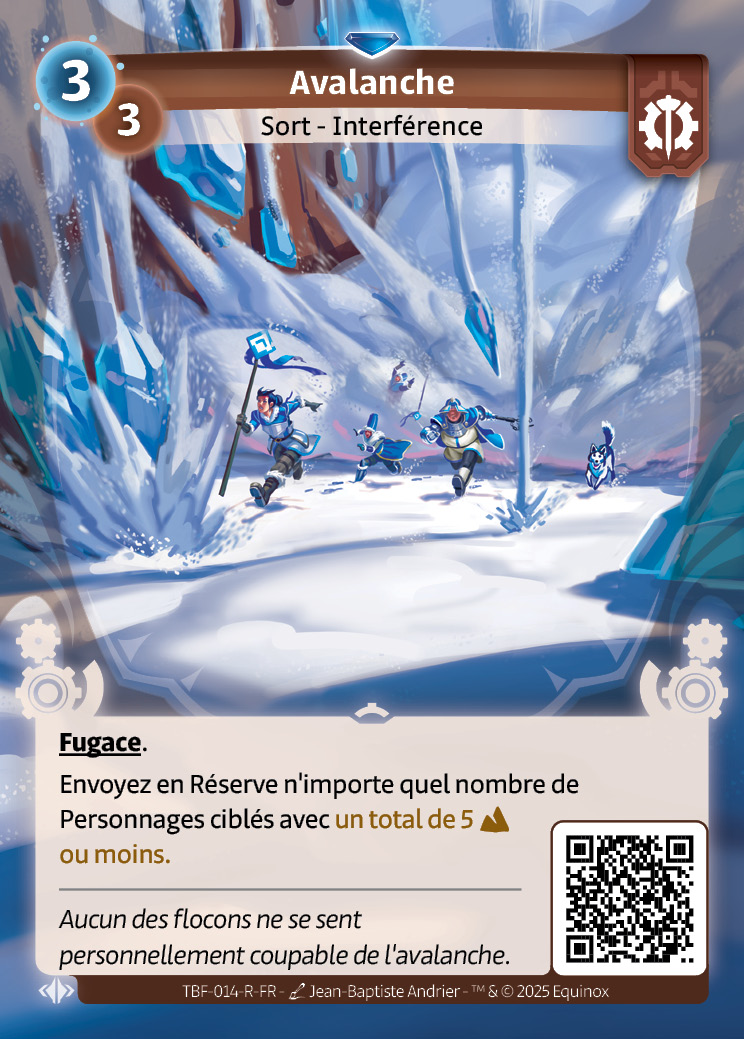 3
Avalanche
3
Sort - Interférence
Fugace.
Envoyez en Réserve n'importe quel nombre de
Personnages ciblés avec un total de 5
ou moins.
Aucun des flocons ne se sent
personnellement coupable de l'avalanche.
TBF-014-R-FR - Jean-Baptiste Andrier - ™ & © 2025 Equinox